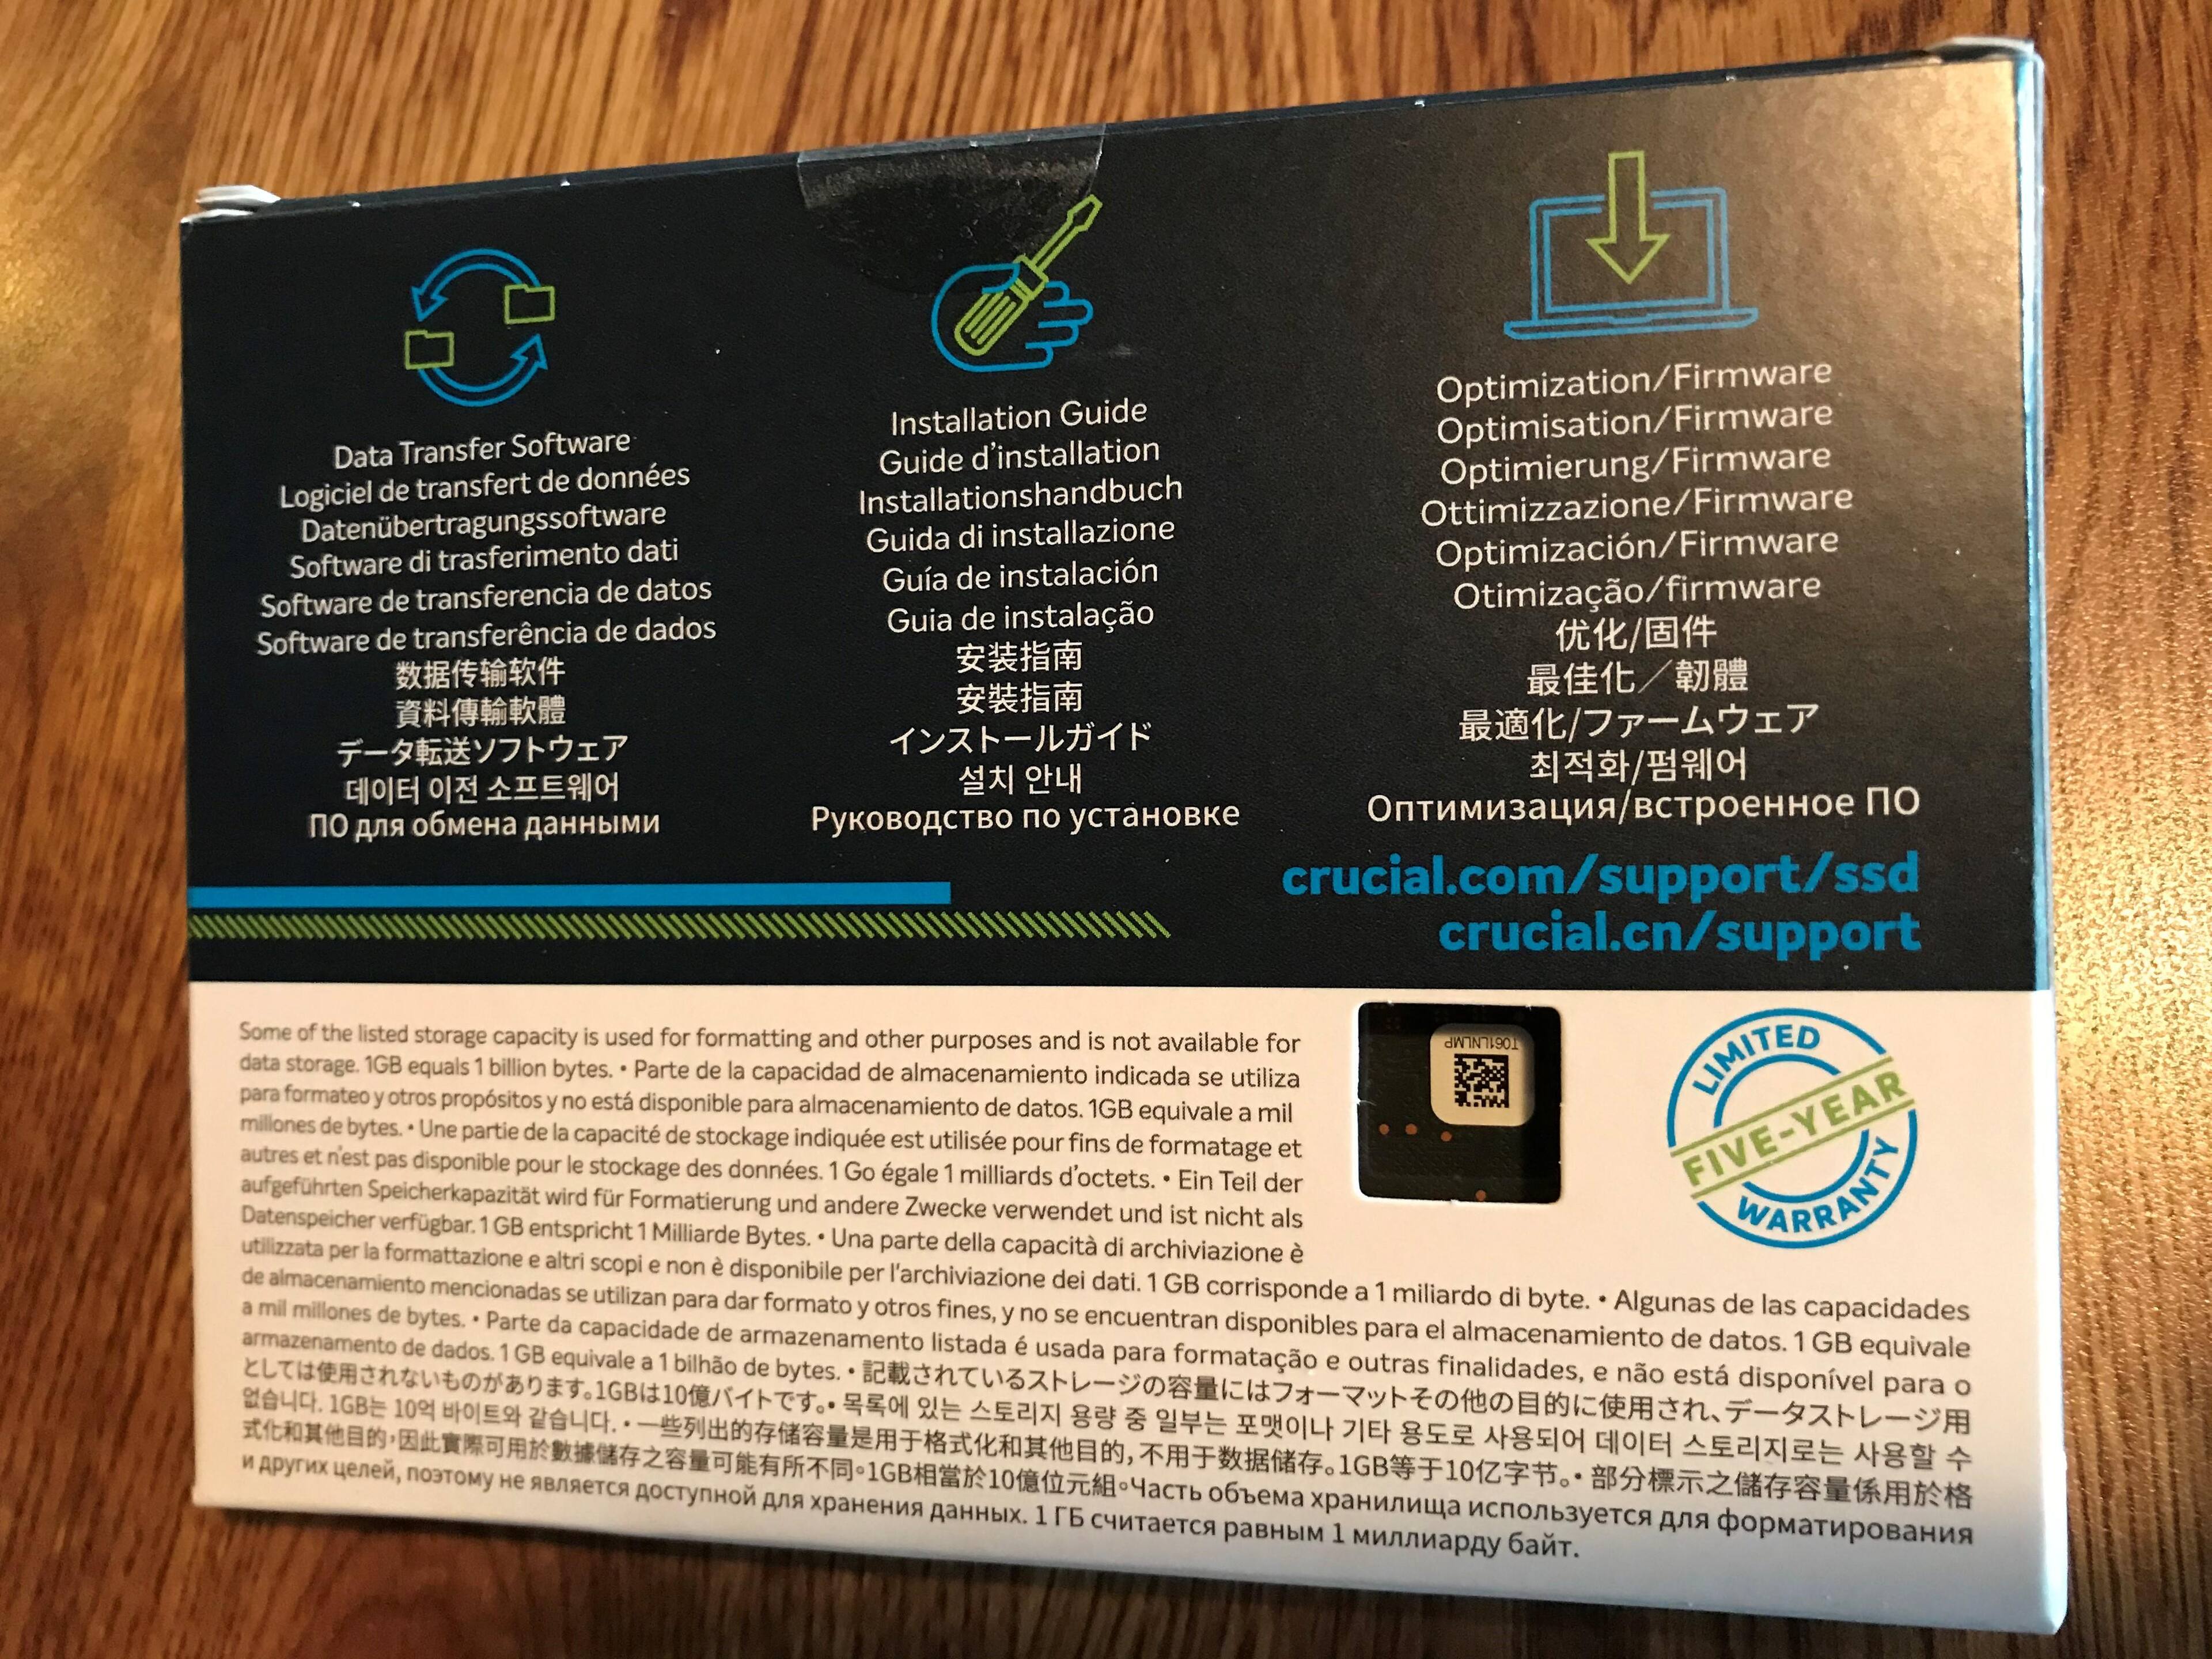 Data Transfer Software
Logiciel de transfert de données
Datenübertragungssoftware
Software di trasferimento dati
Software de transferencia de datos
Software de transferência de dados
数据传输软件
資料傳輸軟體
データ転送ソフトウェア
데이터 이전 소프트웨어
ПО для обмена данными
Installation Guide
Guide d'installation
Installationshandbuch
Guida di installazione
Guía de instalación
Guia de instalação
安装指南
安裝指南
インストールガイド
설치 안내
Руководство по установке
Optimization/Firmware
Optimisation/Firmware
Optimierung/Firmware
Ottimizzazione/Firmware
Optimización/Firmware
Otimização/firmware
优化/固件
最佳化／韌體
最適化/ファームウェア
최적화/펌웨어
Оптимизация/встроенное ПО
crucial.com/support/ssd
crucial.cn/support
Some of the listed storage capacity is used for formatting and other purposes and is not available for
data storage. 1GB equals 1 billion bytes. • Parte de la capacidad de almacenamiento indicada se utiliza
para formateo y otros propósitos y no está disponible para almacenamiento de datos. 1GB equivale a mil
millones de bytes. • Une partie de la capacité de stockage indiquée est utilisée pour fins de formatage et
autres et n'est pas disponible pour le stockage des données. 1 Go égale 1 milliards d'octets. • Ein Teil der
aufgeführten Speicherkapazität wird für Formatierung und andere Zwecke verwendet und ist nicht als
Datenspeicher verfügbar. 1 GB entspricht 1 Milliarde Bytes. • Una parte della capacità di archiviazione è
utilizzata per la formattazione e altri scopi e non è disponibile per l'archiviazione dei dati. 1 GB corrisponde a 1 miliardo di byte. • Algunas de las capacidades
de almacenamiento mencionadas se utilizan para dar formato y otros fines, y no se encuentran disponibles para el almacenamiento de datos. 1 GB equivale
a mil millones de bytes. • Parte da capacidade de armazenamento listada é usada para formatação e outras finalidades, e não está disponível para o
armazenamento de dados. 1 GB equivale a 1 bilhão de bytes. • 記載されているストレージの容量にはフォーマットその他の目的に使用され、データストレージ用
としては使用されないものがあります。1GBは10億バイトです。• 목록에 있는 스토리지 용량 중 일부는 포맷이나 기타 용도로 사용되어 데이터 스토리지로는 사용할 수
없습니다. 1GB는 10억 바이트와 같습니다. • 一些列出的存储容量是用于格式化和其他目的, 不用于数据储存。1GB等于10亿字节。• 部分標示之儲存容量係用於格
式化和其他目的，因此實際可用於數據儲存之容量可能有所不同。1GB相當於10億位元組。Часть объема хранилища используется для форматирования
и других целей, поэтому не является доступной для хранения данных. 1 ГБ считается равным 1 миллиарду байт.
T061LNLMP
LIMITED
FIVE-YEAR
WARRANTY